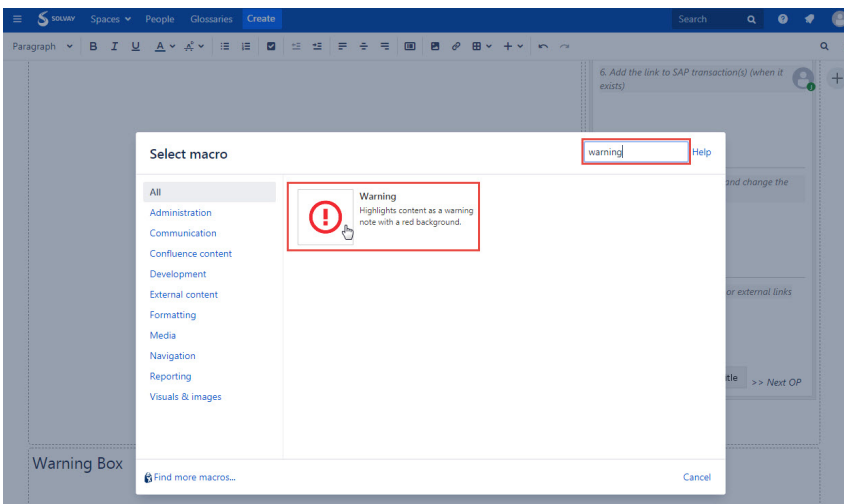 SOLVAY Spaces People Glossaries Create Search
Paragraph B I U A
6. Add the link to SAP transaction(s) (when it
exists)
Select macro
warning
Help
All
Administration
Communication
Confluence content
Development
External content
Formatting
Media
Navigation
Reporting
Visuals & images
Warning
Highlights content as a warning
note with a red background.
and change the
or external links
itle
>> Next OP
Warning Box
Find more macros...
Cancel